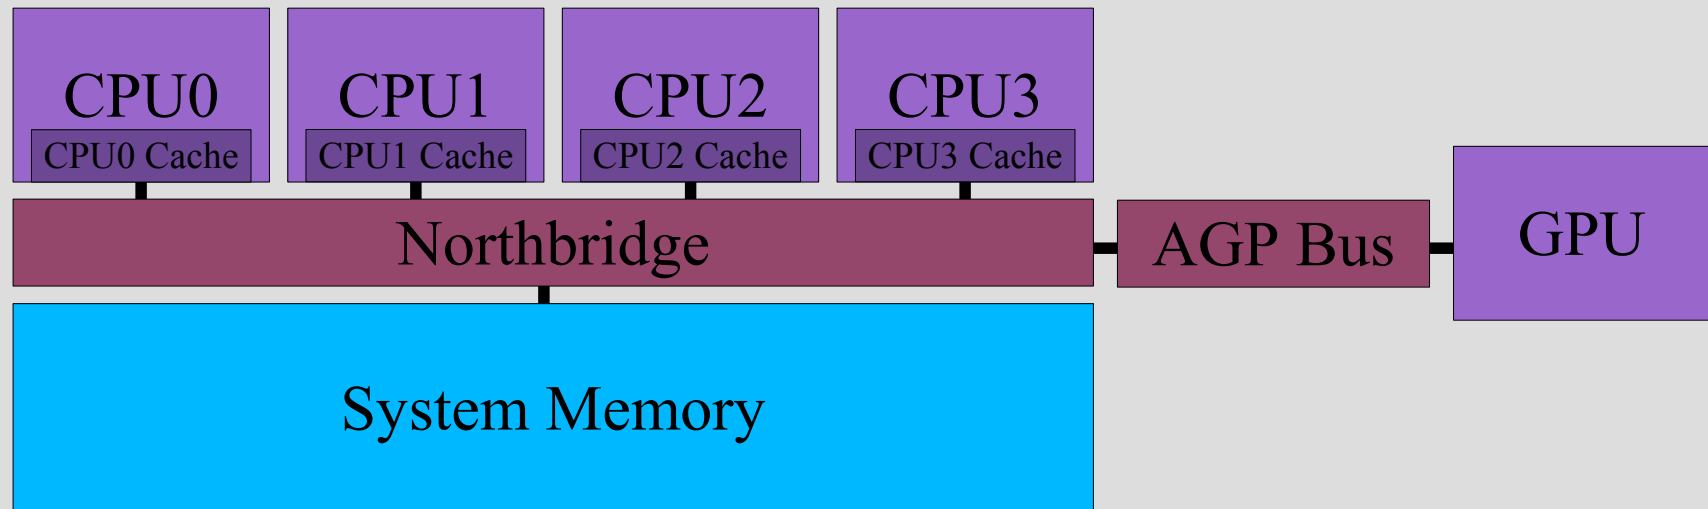 CPU0
CPU0 Cache
CPU1
CPU1 Cache
CPU2
CPU2 Cache
CPU3
CPU3 Cache
Northbridge
AGP Bus
GPU
System Memory